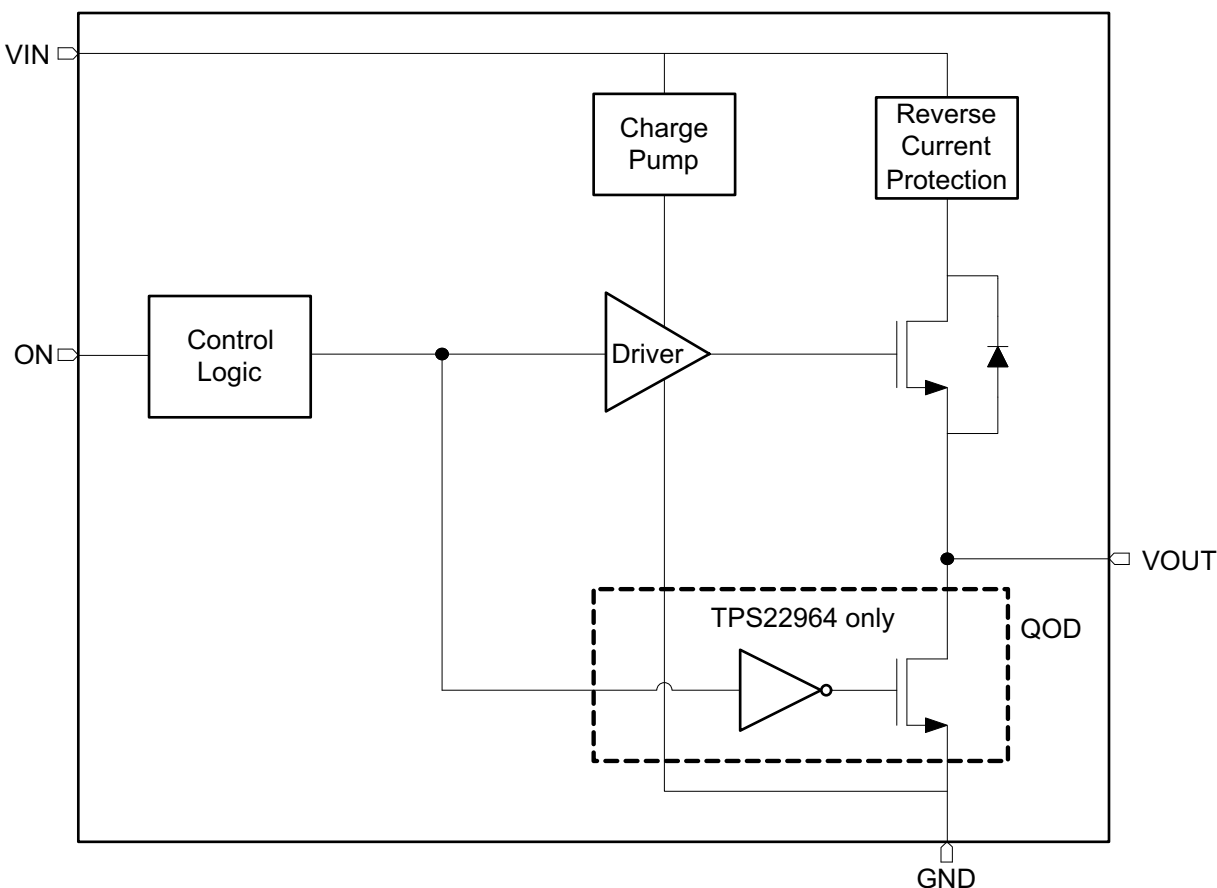 VIN
Charge
Pump
Reverse
Current
Protection
ON
Control
Logic
Driver
VOUT
TPS22964 only
QOD
GND